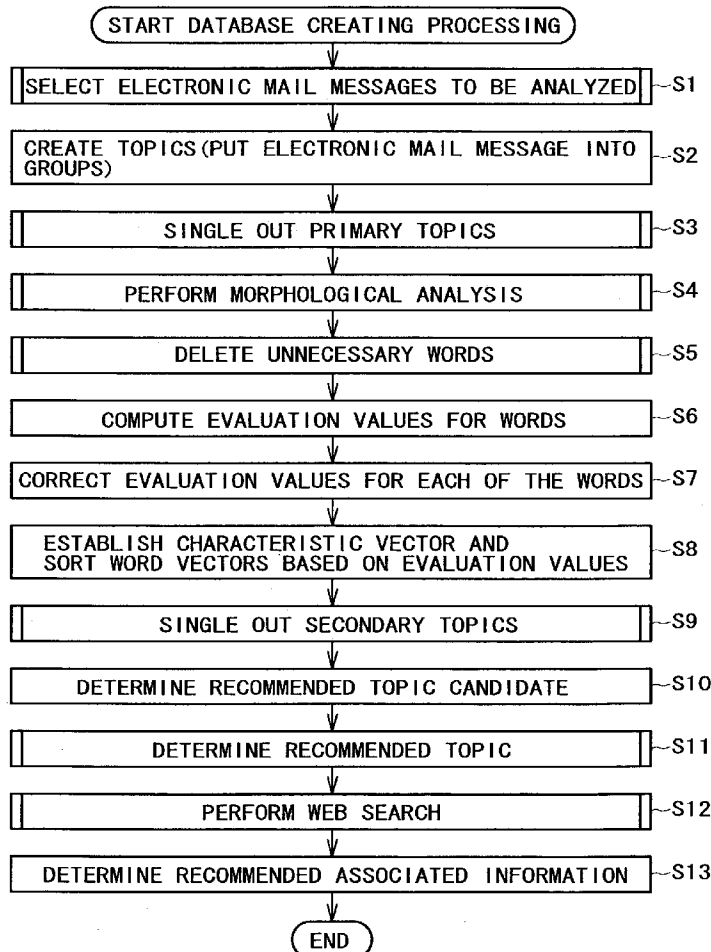 START DATABASE CREATING PROCESSING
SELECT ELECTRONIC MAIL MESSAGES TO BE ANALYZED
S1
CREATE TOPICS(PUT ELECTRONIC MAIL MESSAGE INTO
GROUPS)
S2
SINGLE OUT PRIMARY TOPICS
S3
PERFORM MORPHOLOGICAL ANALYSIS
S4
DELETE UNNECESSARY WORDS
S5
COMPUTE EVALUATION VALUES FOR WORDS
S6
CORRECT EVALUATION VALUES FOR EACH OF THE WORDS
S7
ESTABLISH CHARACTERISTIC VECTOR AND
SORT WORD VECTORS BASED ON EVALUATION VALUES
S8
SINGLE OUT SECONDARY TOPICS
S9
DETERMINE RECOMMENDED TOPIC CANDIDATE
S10
DETERMINE RECOMMENDED TOPIC
S11
PERFORM WEB SEARCH
S12
DETERMINE RECOMMENDED ASSOCIATED INFORMATION
S13
END